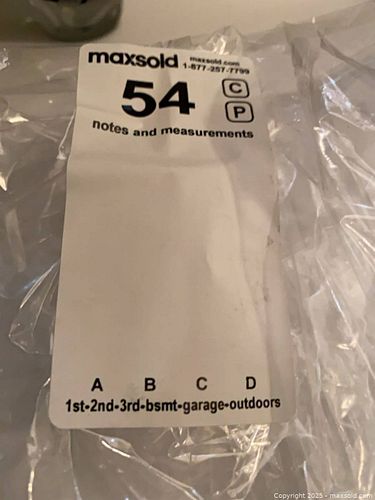 maxsold maxsold.com
1-877-257-7799
54 C
P
notes and measurements
A B C D
1st-2nd-3rd-bsmt-garage-outdoors
Copyright 2025 - maxsold.com